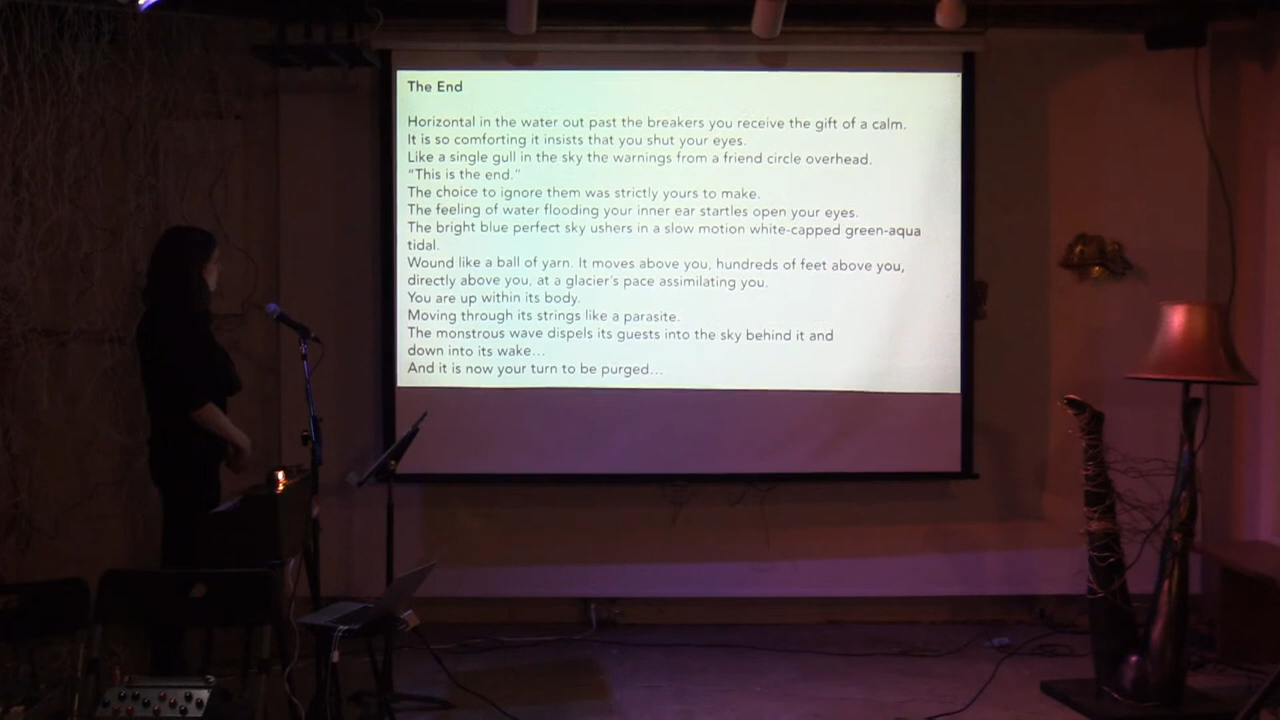 The End
Horizontal in the water out past the breakers you receive the gift of a calm.
It is so comforting it insists that you shut your eyes.
Like a single gull in the sky the warnings from a friend circle overhead.
“This is the end.”
The choice to ignore them was strictly yours to make.
The feeling of water flooding your inner ear startles open your eyes.
The bright blue perfect sky ushers in a slow motion white-capped green-aqua
tidal.
Wound like a ball of yarn. It moves above you, hundreds of feet above you,
directly above you, at a glacier’s pace assimilating you.
You are up within its body.
Moving through its strings like a parasite.
The monstrous wave dispels its guests into the sky behind it and
down into its wake…
And it is now your turn to be purged…